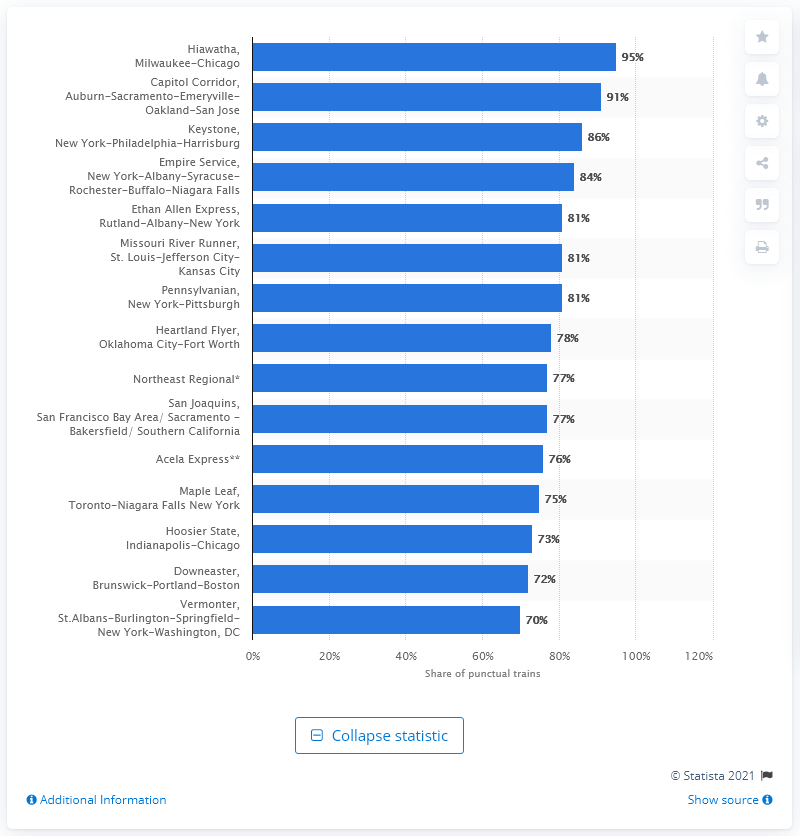 Hiawatha,
Milwaukee-Chicago
95%
Capitol Corridor,
Auburn-Sacramento-Emeryville-
Oakland-San Jose
91%
Keystone,
New York-Philadelphia-Harrisburg
86%
Empire Service,
New York-Albany-Syracuse-
Rochester-Buffalo-Niagara Falls
84%
Ethan Allen Express,
Rutland-Albany-New York
81%
Missouri River Runner,
St. Louis-Jefferson City-
Kansas City
81%
Pennsylvanian,
New York-Pittsburgh
81%
Heartland Flyer,
Oklahoma City-Fort Worth
78%
Northeast Regional*
77%
San Joaquins,
San Francisco Bay Area/ Sacramento -
Bakersfield/ Southern California
77%
Acela Express**
76%
Maple Leaf,
Toronto-Niagara Falls New York
75%
Hoosier State,
Indianapolis-Chicago
73%
Downeaster,
Brunswick-Portland-Boston
72%
Vermonter,
St.Albans-Burlington-Springfield-
New York-Washington, DC
70%
0% 20% 40% 60% 80% 100% 120%
Share of punctual trains
Collapse statistic
© Statista 2021
Additional Information
Show source